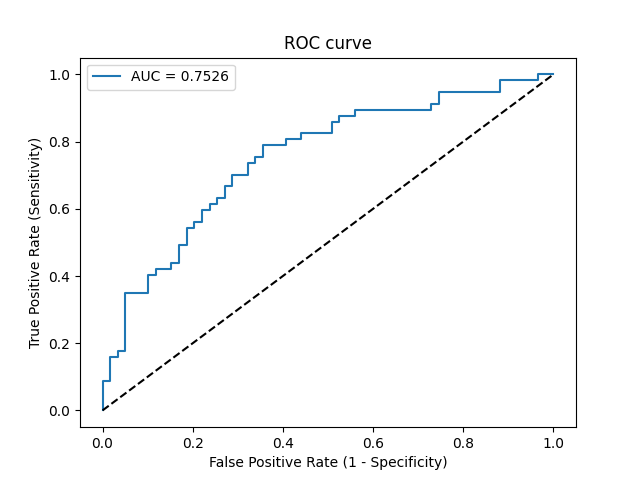 ROC curve
AUC = 0.7526
1.0
0.8
0.6
0.4
0.2
0.0
True Positive Rate (Sensitivity)
0.0 0.2 0.4 0.6 0.8 1.0
False Positive Rate (1 - Specificity)